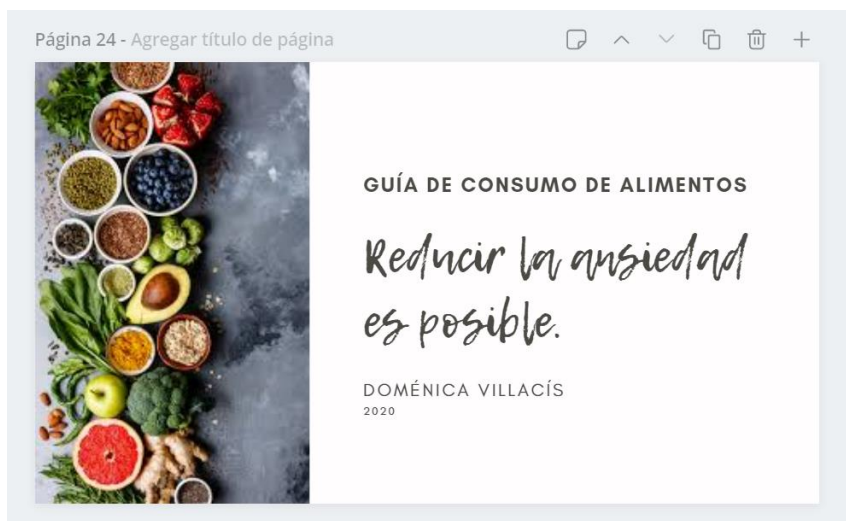 Página 24 - Agregar título de página
GUÍA DE CONSUMO DE ALIMENTOS
Reducir la ansiedad
es posible.
DOMÉNICA VILLACÍS
2020